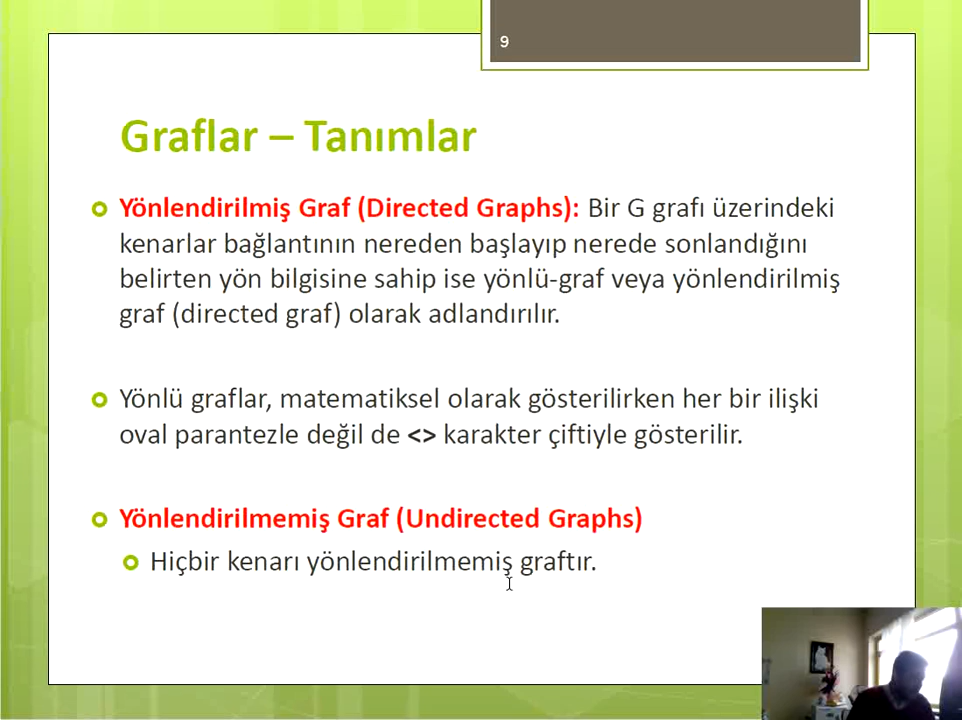 9
Graflar – Tanımlar
Yönlendirilmiş Graf (Directed Graphs): Bir G grafı üzerindeki
kenarlar bağlantının nereden başlayıp nerede sonlandığını
belirten yön bilgisine sahip ise yönlü-graf veya yönlendirilmiş
graf (directed graf) olarak adlandırılır.
Yönlü graflar, matematiksel olarak gösterilirken her bir ilişki
oval parantezle değil de <> karakter çiftiyle gösterilir.
Yönlendirilmemiş Graf (Undirected Graphs)
Hiçbir kenarı yönlendirilmemiş graftır.